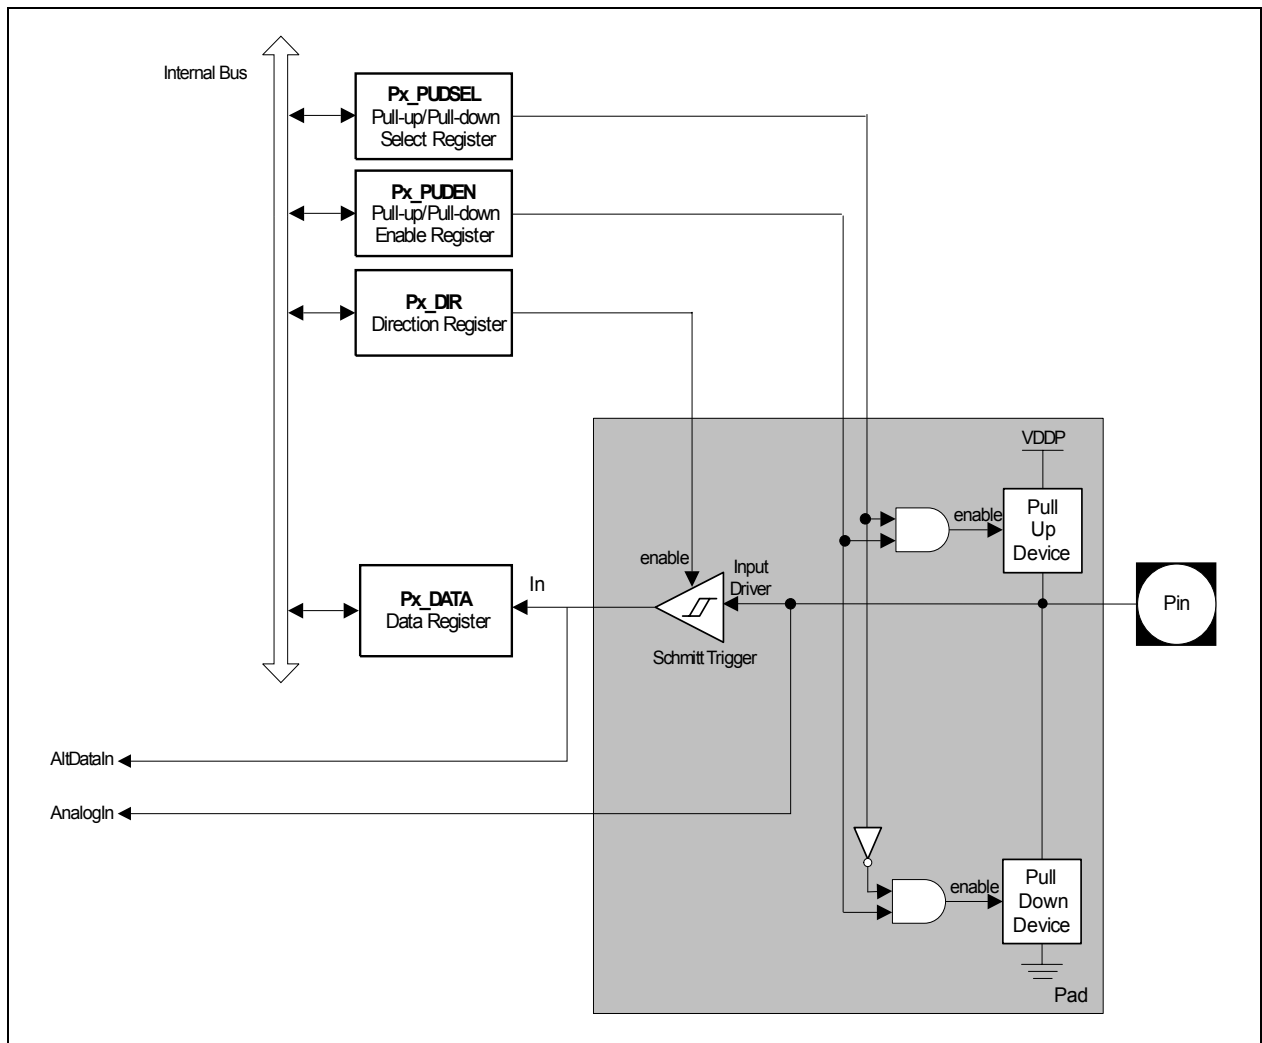 Internal Bus
Px_PUDSEL
Pull-up/Pull-down
Select Register
Px_PUDEN
Pull-up/Pull-down
Enable Register
Px_DIR
Direction Register
VDDP
enable
Pull
Up
Device
enable
Input
Driver
In
Px_DATA
Data Register
Pin
Schmitt Trigger
AltDataIn
AnalogIn
enable
Pull
Down
Device
Pad